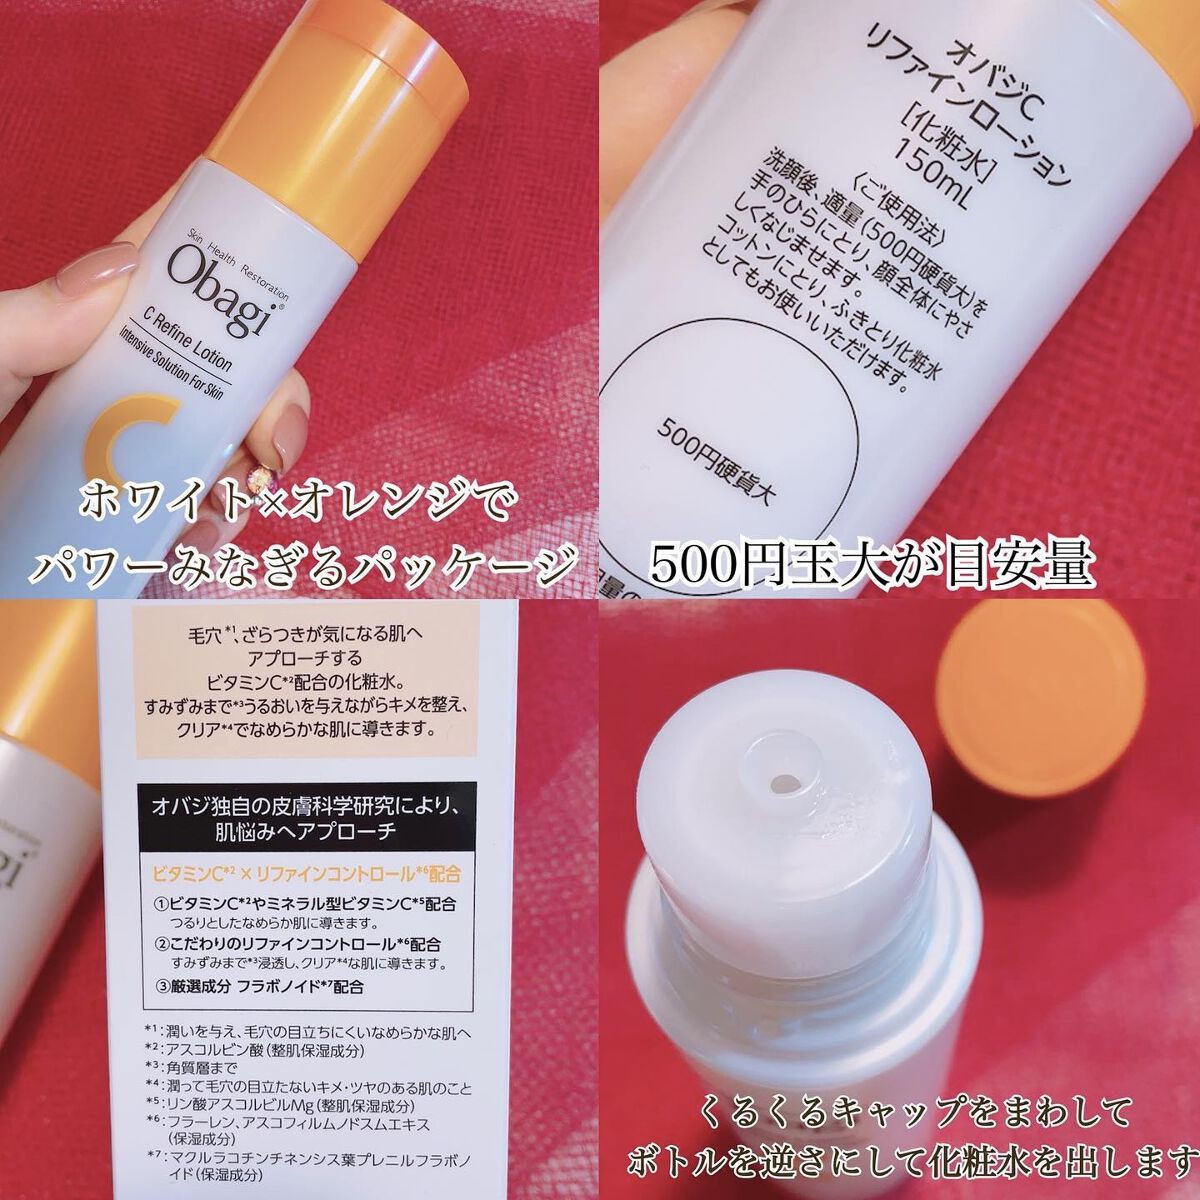 Skin Health Restoration
Obagi®
C Refine Lotion
Intensive Solution For Skin
C
ホワイト×オレンジで
パワーみなぎるパッケージ
オバジC
リファインローション
[化粧水]
150mL
〈ご使用法〉
洗顔後、適量(500円硬貨大)を
手のひらにとり、顔全体にやさ
しくなじませます。
コットンにとり、ふきとり化粧水
としてもお使いいただけます。
500円硬貨大
500円玉大が目安量
毛穴*1、ざらつきが気になる肌へ
アプローチする
ビタミンC*2配合の化粧水。
すみずみまで*3うるおいを与えながらキメを整え、
クリア*4でなめらかな肌に導きます。
オバジ独自の皮膚科学研究により、
肌悩みへアプローチ
ビタミンC*2×リファインコントロール*6配合
①ビタミンC*2やミネラル型ビタミンC*5配合
つるりとしたなめらか肌に導きます。
②こだわりのリファインコントロール*6配合
すみずみまで*3浸透し、クリア*4な肌に導きます。
③厳選成分 フラボノイド*7配合
*1:潤いを与え、毛穴の目立ちにくいなめらかな肌へ
*2:アスコルビン酸(整肌保湿成分)
*3:角質層まで
*4:潤って毛穴の目立たないキメ・ツヤのある肌のこと
*5:リン酸アスコルビルMg(整肌保湿成分)
*6:フラーレン、アスコフィルムノドスムエキス
(保湿成分)
*7:マクルラコチンチネンシス葉プレニルフラボノ
イド(保湿成分)
くるくるキャップをまわして
ボトルを逆さにして化粧水を出します